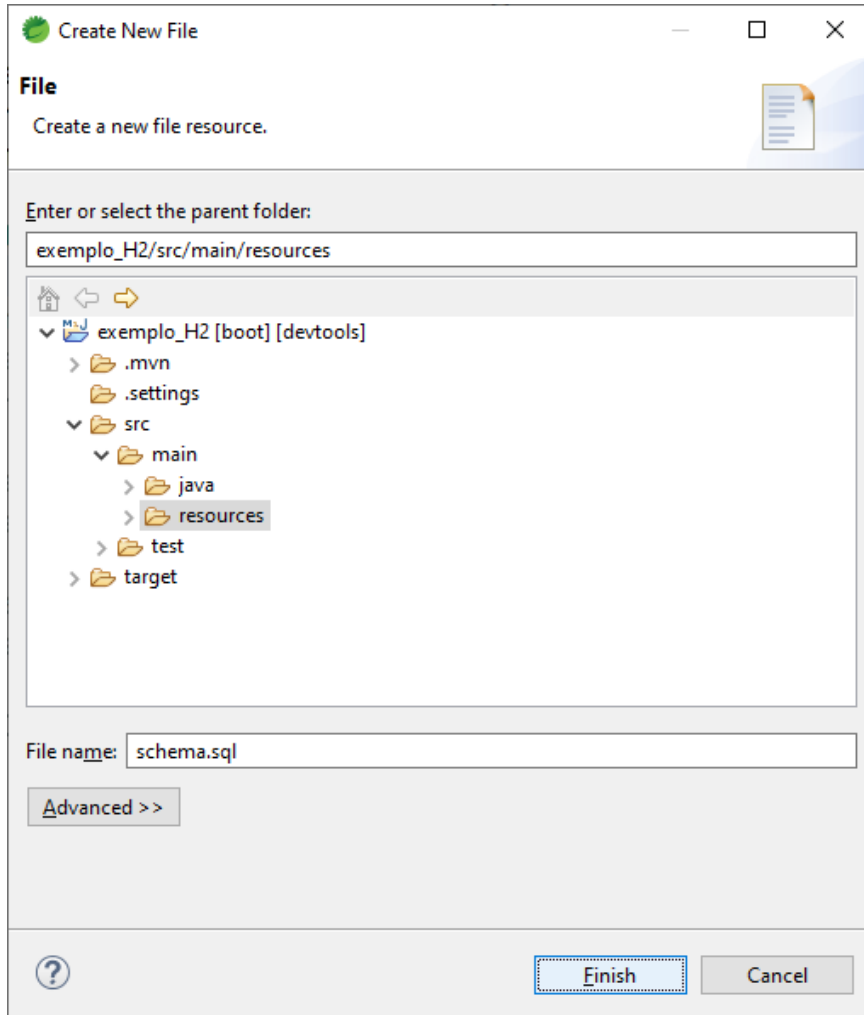 Create New File
File
Create a new file resource.
Enter or select the parent folder:
exemplo_H2/src/main/resources
exemplo_H2 [boot] [devtools]
.mvn
.settings
src
main
java
resources
test
target
File name: schema.sql
Advanced >>
Finish Cancel